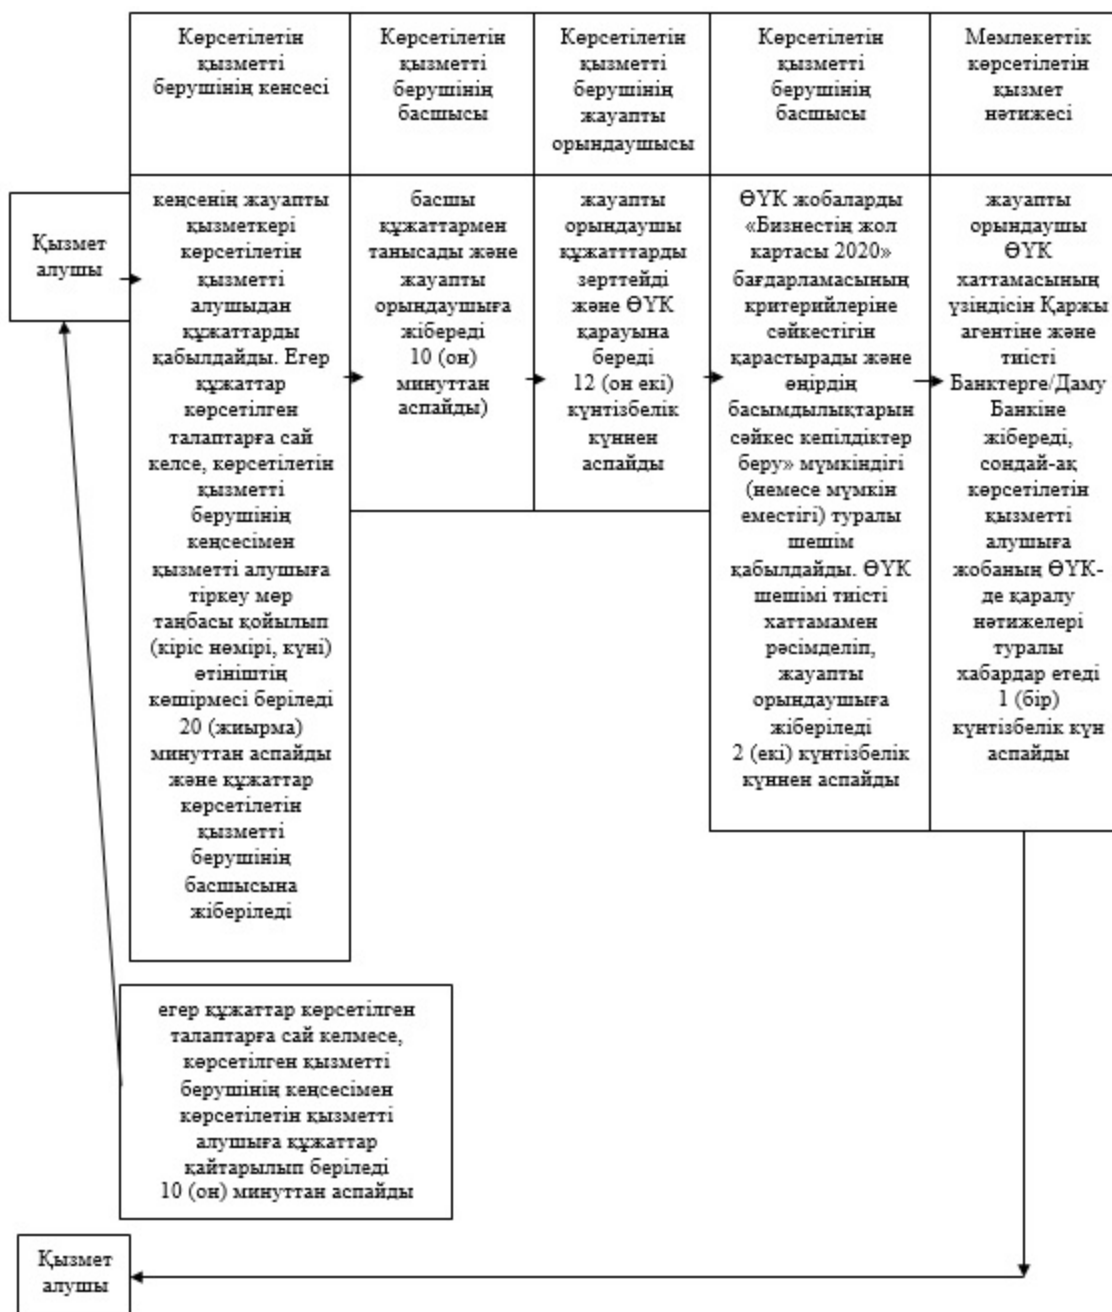 Көрсетілетін
қызметті
берушінің кенсесі
Көрсетілетін
қызметті
берушінің
басшысы
Көрсетілетін
қызметті
берушінің
жауапты
орындаушысы
Көрсетілетін
қызметті
берушінің
басшысы
Мемлекеттік
көрсетілетін
қызмет
нәтижесі
Қызмет
алушы
кеңсенің жауапты
қызметкері
көрсетілетін
қызметті
алушыдан
құжаттарды
қабылдайды. Егер
құжаттар
көрсетілген
талаптарға сай
келсе, көрсетілетін
қызметті
берушінің
кеңсесімен
қызметті алушыға
тіркеу мөр
таңбасы қойылып
(кіріс нөмірі, күні)
өтініштің
көшірмесі беріледі
20 (жиырма)
минуттан аспайды
және құжаттар
көрсетілетін
қызметті
берушінің
басшысына
жіберіледі
басшы
құжаттармен
танысады және
жауапты
орындаушыға
жібереді
10 (он)
минуттан
аспайды)
жауапты
орындаушы
құжатттарды
зерттейді
және ӨҮК
қарауына
береді
12 (он екі)
күнтізбелік
күннен
аспайды
ӨҮК жобаларды
«Бизнестің жол
картасы 2020»
бағдарламасының
критерийлеріне
сәйкестігін
қарастырады және
өңірдің
басымдылықтарын
сәйкес кепілдіктер
беру» мүмкіндігі
(немесе мүмкін
еместігі) туралы
шешім
қабылдайды. ӨҮК
шешімі тиісті
хаттамамен
рәсімделіп,
жауапты
орындаушыға
жіберіледі
2 (екі) күнтізбелік
күннен аспайды
жауапты
орындаушы
ӨҮК
хаттамасының
үзіндісін Қаржы
агентіне және
тиісті
Банктерге/Даму
Банкіне
жібереді,
сондай-ақ
көрсетілетін
қызметті
алушыға
жобаның ӨҮК-
де қаралу
нәтижелері
туралы
хабардар етеді
1 (бір)
күнтізбелік күн
аспайды
егер құжаттар көрсетілген
талаптарға сай келмесе,
көрсетілген қызметті
берушінің кеңсесімен
көрсетілетін қызметті
алушыға құжаттар
қайтарылып беріледі
10 (он) минуттан аспайды
Қызмет
алушы